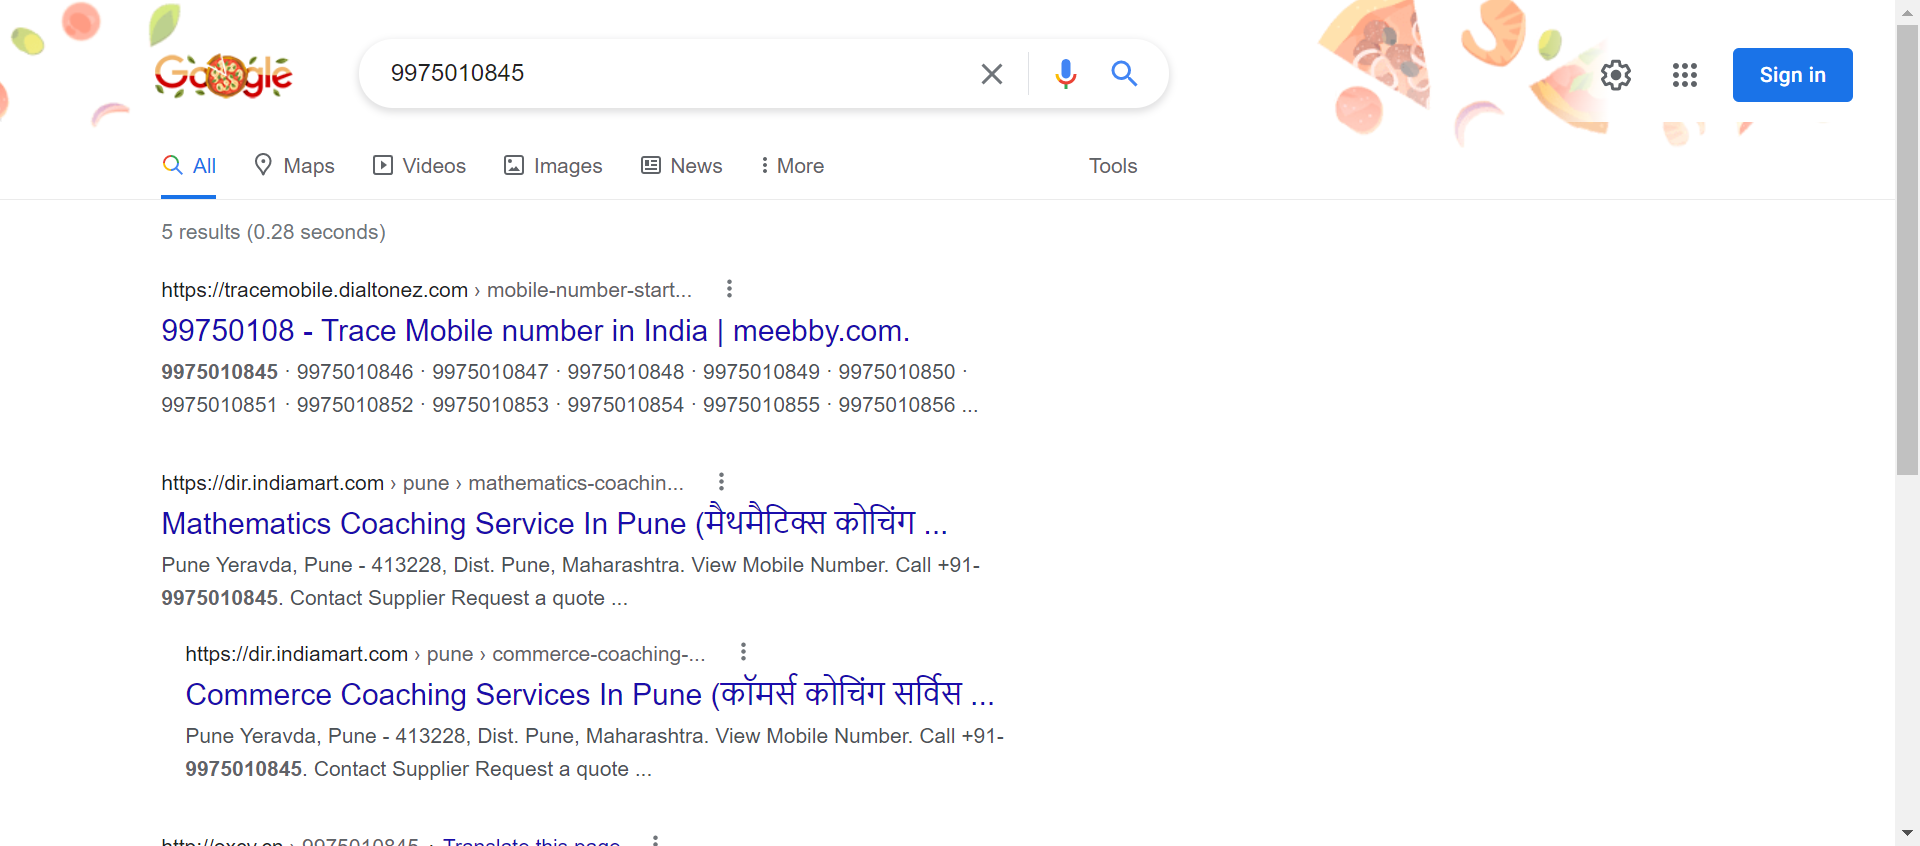 Google
9975010845
Sign in
All Maps Videos Images News More Tools
5 results (0.28 seconds)
https://tracemobile.dialtonez.com › mobile-number-start...
99750108 - Trace Mobile number in India | meebby.com.
9975010845 · 9975010846 · 9975010847 · 9975010848 · 9975010849 · 9975010850 ·
9975010851 · 9975010852 · 9975010853 · 9975010854 · 9975010855 · 9975010856 ...
https://dir.indiamart.com › pune › mathematics-coachin...
Mathematics Coaching Service In Pune (मैथमैटिक्स कोचिंग ...
Pune Yeravda, Pune - 413228, Dist. Pune, Maharashtra. View Mobile Number. Call +91-
9975010845. Contact Supplier Request a quote ...
https://dir.indiamart.com › pune › commerce-coaching-...
Commerce Coaching Services In Pune (कॉमर्स कोचिंग सर्विस ...
Pune Yeravda, Pune - 413228, Dist. Pune, Maharashtra. View Mobile Number. Call +91-
9975010845. Contact Supplier Request a quote ...
› 9975010845 · Translate this page